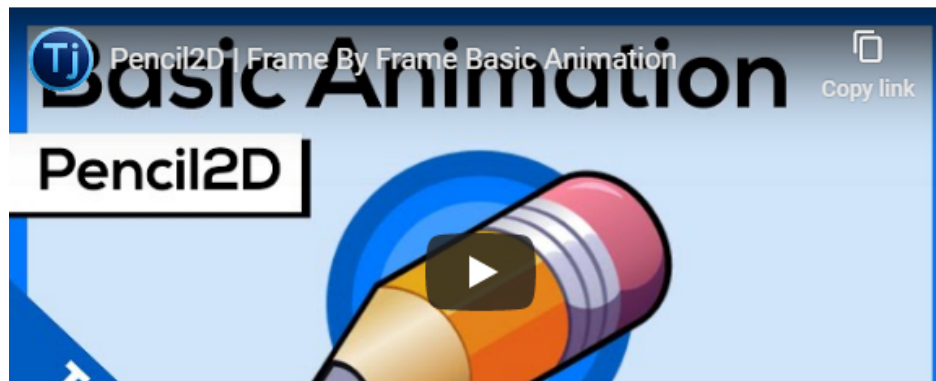 Basic Animation
Tj Pencil2D | Frame By Frame Basic Animation
Copy link
Pencil2D
T